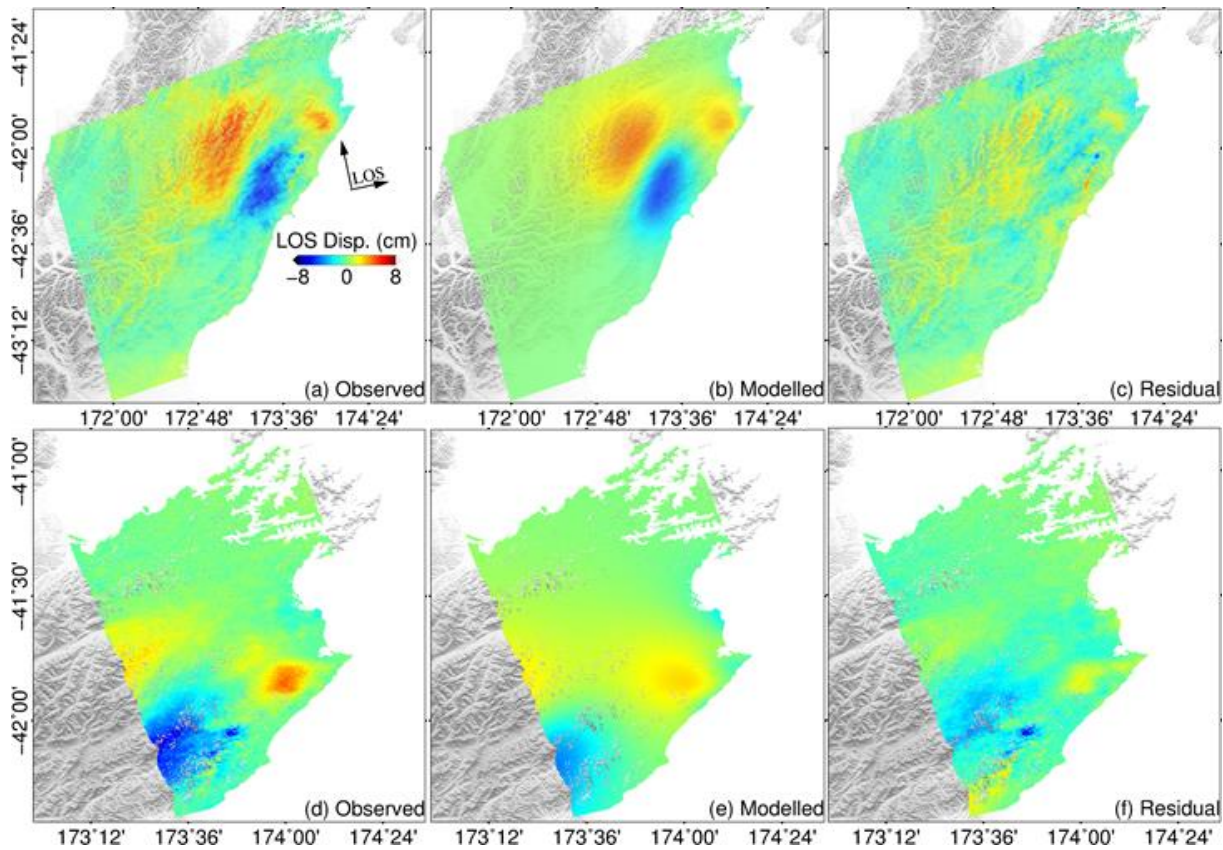 −41˚24'
−42˚00'
−42˚36'
−43˚12'
LOS
LOS Disp. (cm)
−8 0 8
(a) Observed
(b) Modelled
(c) Residual
172˚00' 172˚48' 173˚36' 174˚24'
172˚00' 172˚48' 173˚36' 174˚24'
172˚00' 172˚48' 173˚36' 174˚24'
−41˚00'
−41˚30'
−42˚00'
(d) Observed
(e) Modelled
(f) Residual
173˚12' 173˚36' 174˚00' 174˚24'
173˚12' 173˚36' 174˚00' 174˚24'
173˚12' 173˚36' 174˚00' 174˚24'